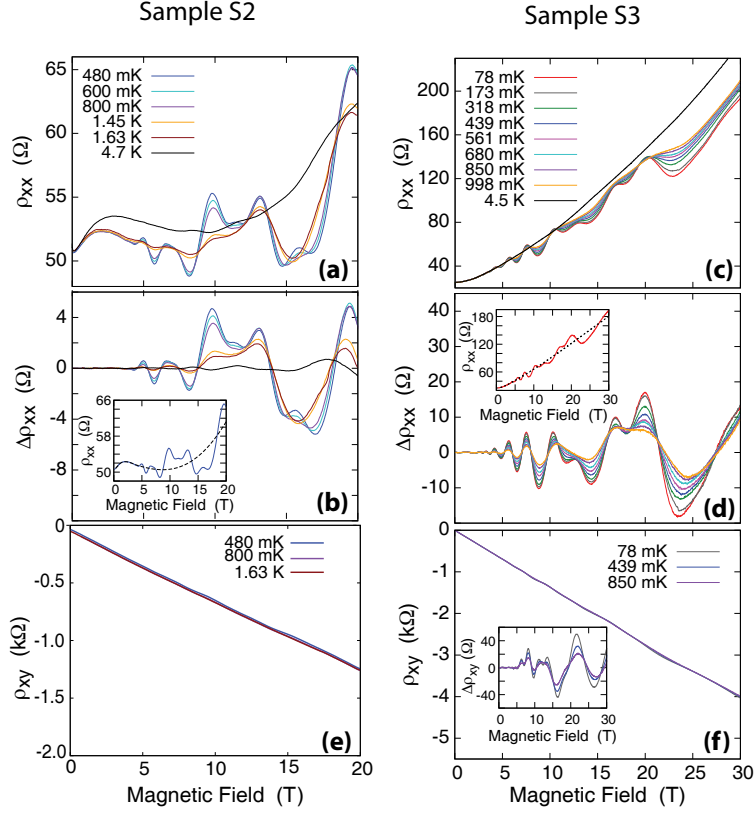 Sample S2
Sample S3
65
60
55
50
ρxx (Ω)
480 mK
600 mK
800 mK
1.45 K
1.63 K
4.7 K
(a)
200
160
120
80
40
ρxx (Ω)
78 mK
173 mK
318 mK
439 mK
561 mK
680 mK
850 mK
998 mK
4.5 K
(c)
4
0
-4
-8
Δρxx (Ω)
66
58
50
ρxx (Ω)
0 5 10 15 20
Magnetic Field (T)
(b)
40
30
20
10
0
-10
Δρxx (Ω)
180
120
60
ρxx (Ω)
0 5 10 15 20 25 30
Magnetic Field (T)
(d)
0
-0.5
-1.0
-1.5
-2.0
ρxy (kΩ)
480 mK
800 mK
1.63 K
(e)
0 5 10 15 20
Magnetic Field (T)
0
-1
-2
-3
-4
-5
ρxy (kΩ)
78 mK
439 mK
850 mK
40
0
-40
Δρxy (Ω)
0 15 22 30
Magnetic Field (T)
(f)
0 5 10 15 20 25 30
Magnetic Field (T)